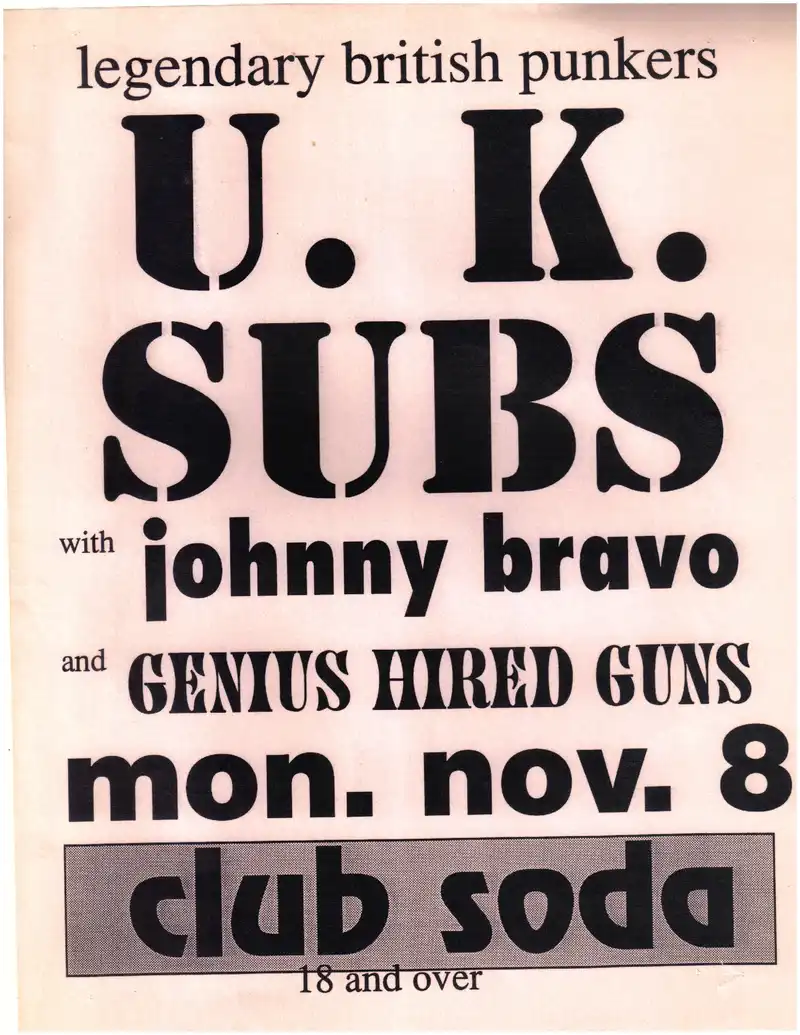 legendary british punkers
U. K.
SUBS
with johnny bravo
and GENIUS HIRED GUNS
mon. nov. 8
club soda
18 and over